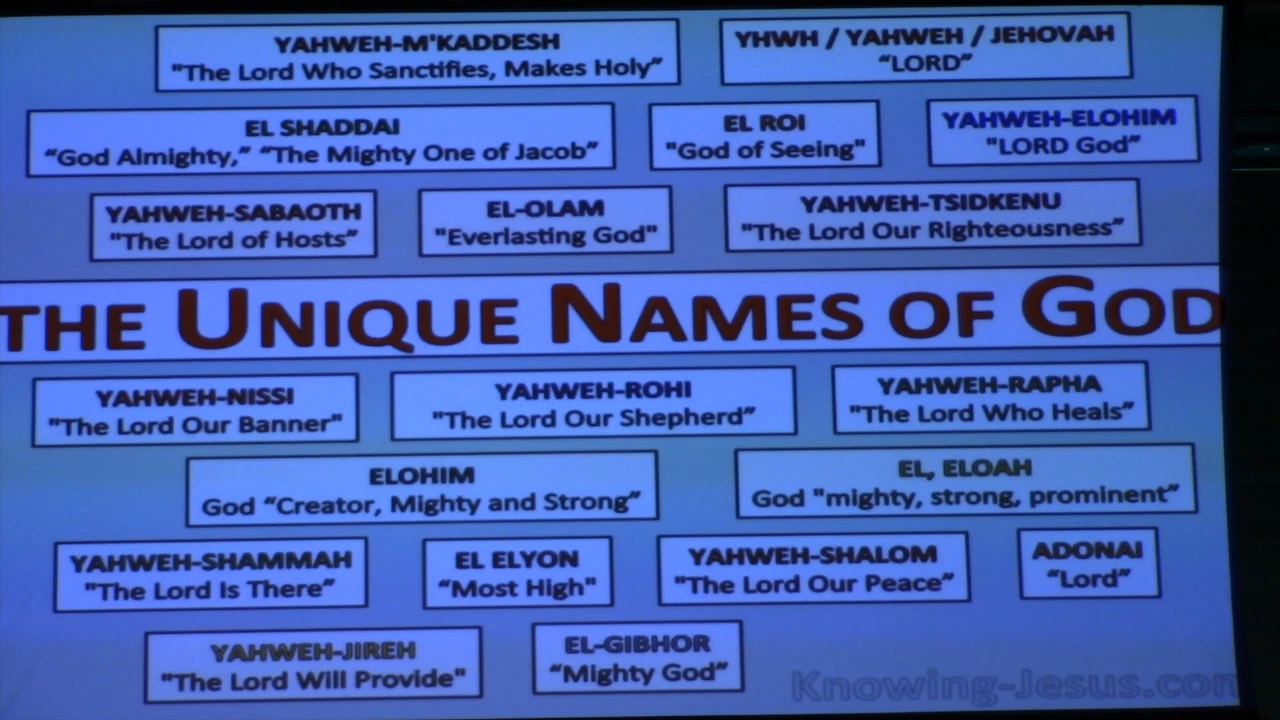 YAHWEH-M'KADDESH
"The Lord Who Sanctifies, Makes Holy”
YHWH / YAHWEH / JEHOVAH
“LORD”
EL SHADDAI
“God Almighty,” “The Mighty One of Jacob”
EL ROI
"God of Seeing"
YAHWEH-ELOHIM
"LORD God”
YAHWEH-SABAOTH
"The Lord of Hosts”
EL-OLAM
"Everlasting God"
YAHWEH-TSIDKENU
"The Lord Our Righteousness”
THE UNIQUE NAMES OF GOD
YAHWEH-NISSI
"The Lord Our Banner"
YAHWEH-ROHI
"The Lord Our Shepherd”
YAHWEH-RAPHA
"The Lord Who Heals”
ELOHIM
God “Creator, Mighty and Strong”
EL, ELOAH
God "mighty, strong, prominent”
YAHWEH-SHAMMAH
"The Lord Is There”
EL ELYON
“Most High"
YAHWEH-SHALOM
"The Lord Our Peace”
ADONAI
“Lord”
YAHWEH-JIREH
"The Lord Will Provide"
EL-GIBHOR
“Mighty God”
Knowing-Jesus.com